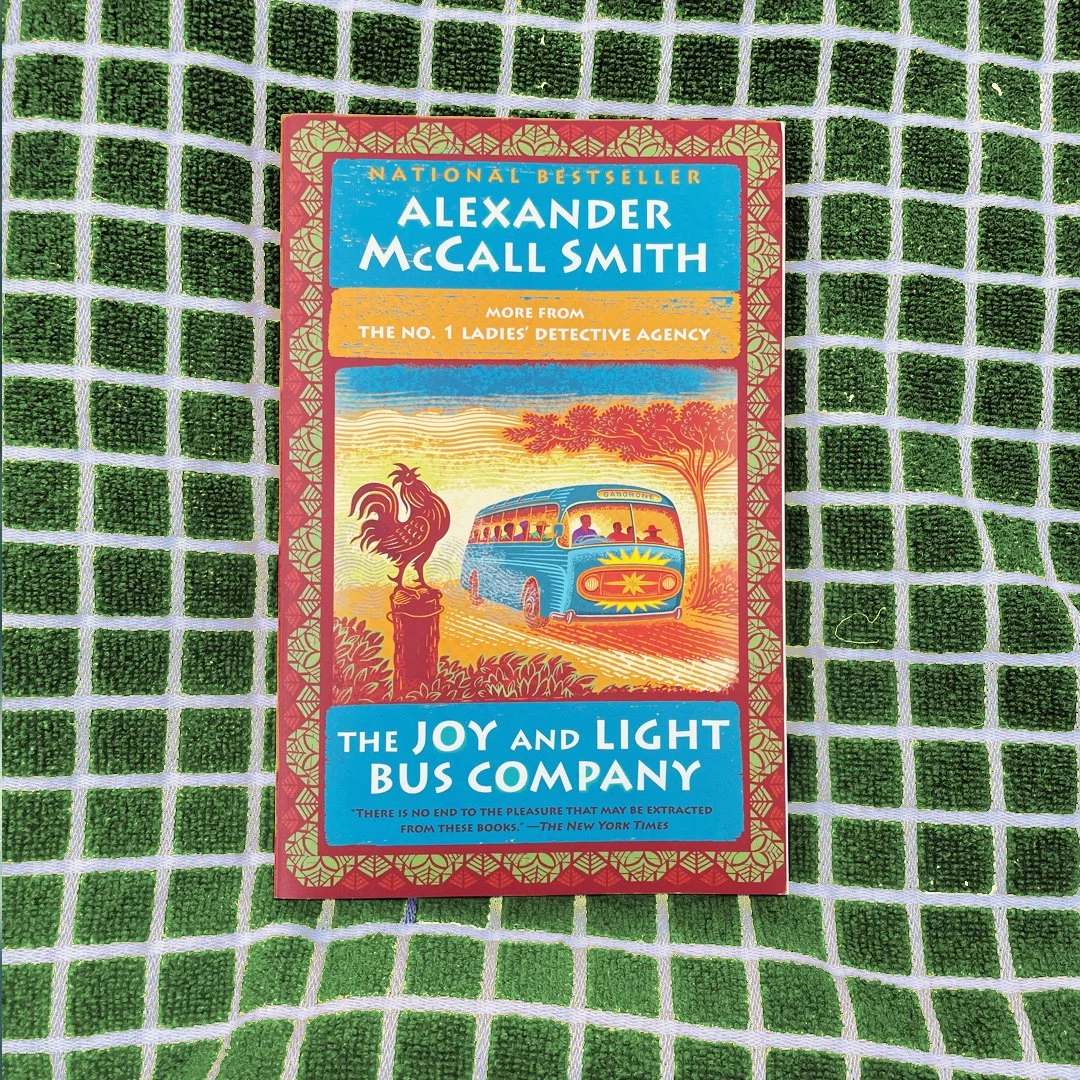 NATIONAL BESTSELLER
ALEXANDER
McCALL SMITH
MORE FROM
THE NO. 1 LADIES' DETECTIVE AGENCY
GABORONE
THE JOY AND LIGHT
BUS COMPANY
"THERE IS NO END TO THE PLEASURE THAT MAY BE EXTRACTED
FROM THESE BOOKS." —THE NEW YORK TIMES